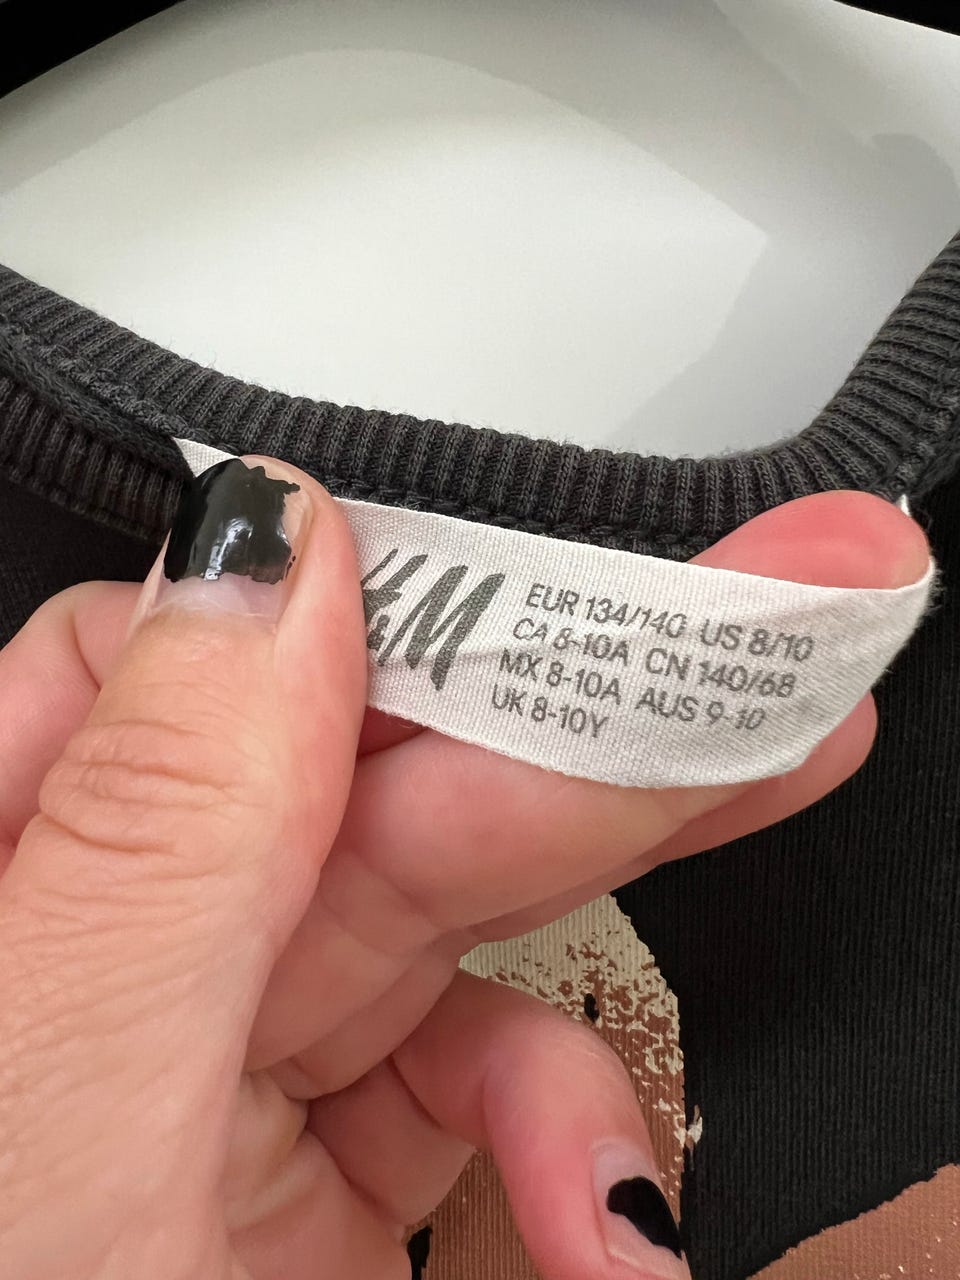 H&M
EUR 134/140 US 8/10
CA 8-10A CN 140/68
MX 8-10A AUS 9-10
UK 8-10Y